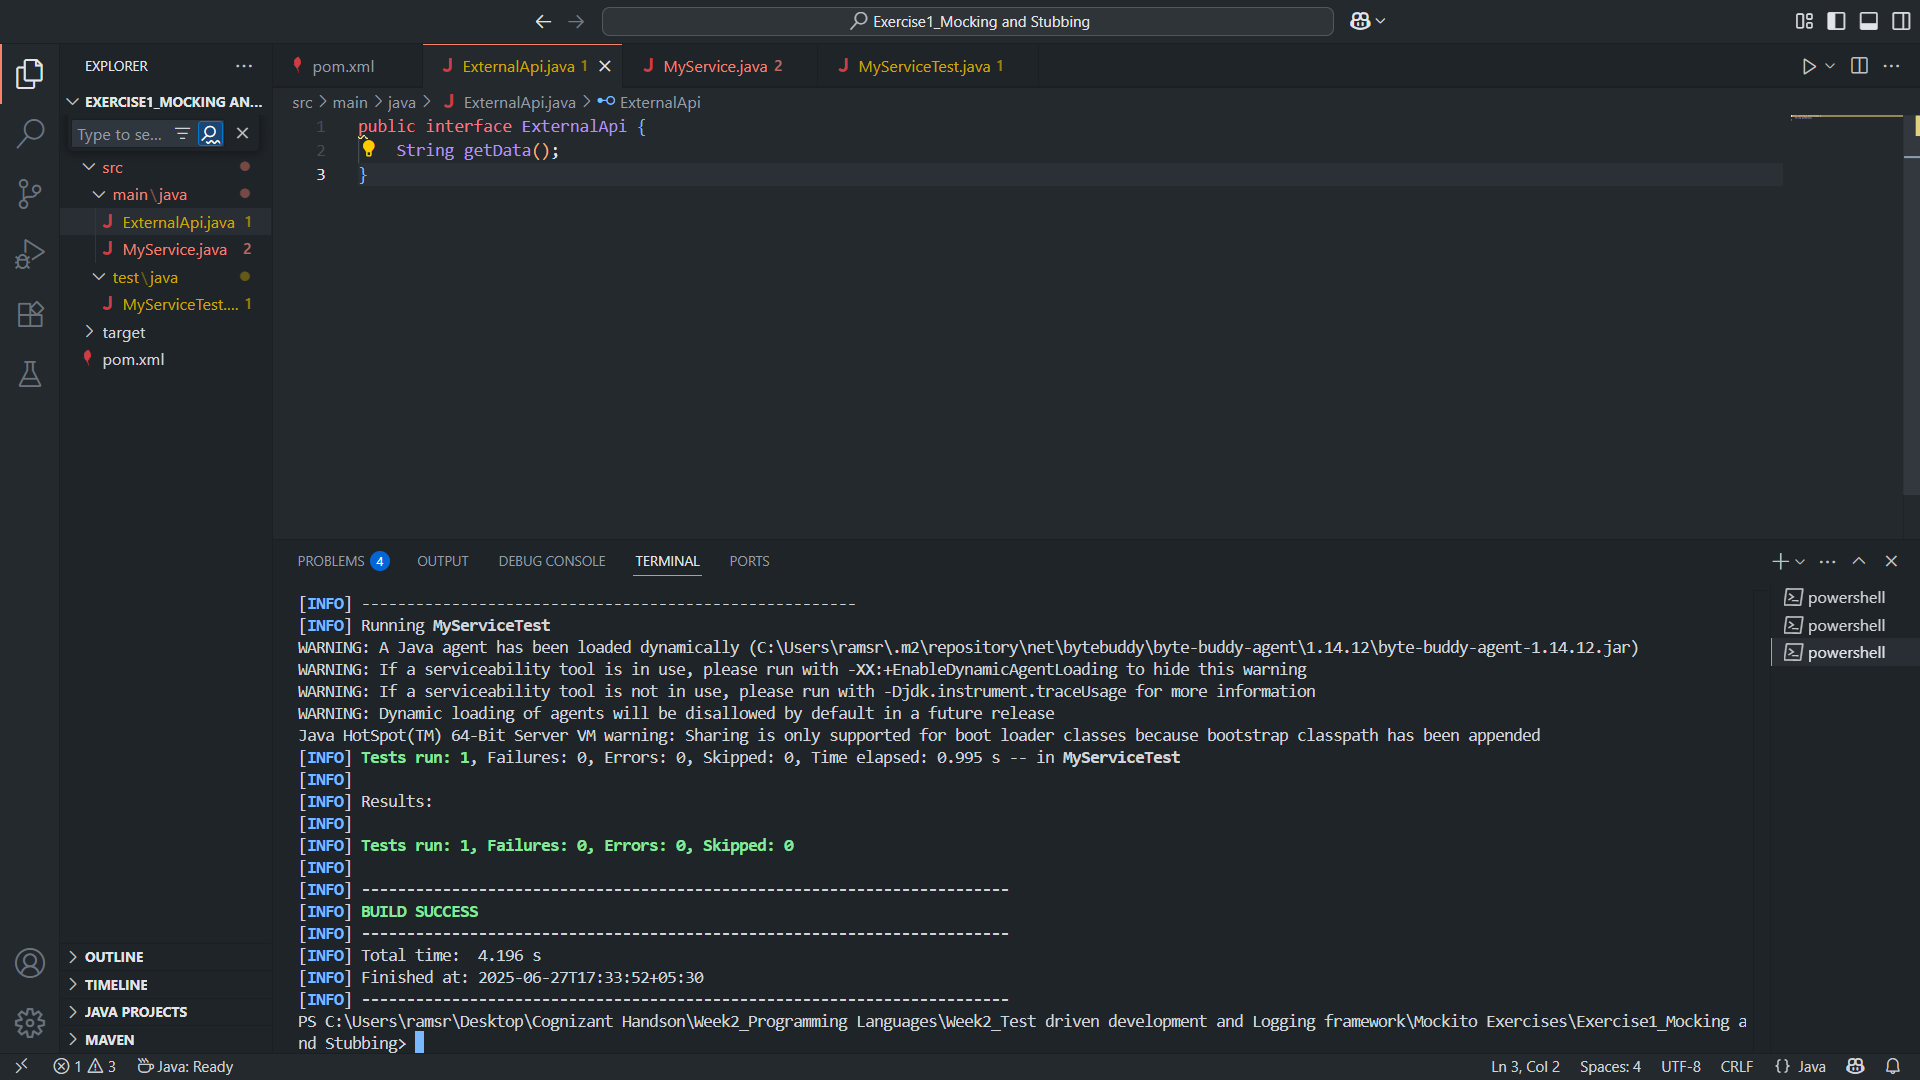 Exercise1_Mocking and Stubbing
EXPLORER
EXERCISE1_MOCKING AN...
Type to se...
src
main\java
ExternalApi.java 1
MyService.java 2
test\java
MyServiceTest.... 1
target
pom.xml
OUTLINE
TIMELINE
JAVA PROJECTS
MAVEN
pom.xml ExternalApi.java 1 MyService.java 2 MyServiceTest.java 1
src > main > java > ExternalApi.java > ExternalApi
1 public interface ExternalApi {
2 String getData();
3 }
PROBLEMS 4 OUTPUT DEBUG CONSOLE TERMINAL PORTS
[INFO] -------------------------------------------------------
[INFO] Running MyServiceTest
WARNING: A Java agent has been loaded dynamically (C:\Users\ramsr\.m2\repository\net\bytebuddy\byte-buddy-agent\1.14.12\byte-buddy-agent-1.14.12.jar)
WARNING: If a serviceability tool is in use, please run with -XX:+EnableDynamicAgentLoading to hide this warning
WARNING: If a serviceability tool is not in use, please run with -Djdk.instrument.traceUsage for more information
WARNING: Dynamic loading of agents will be disallowed by default in a future release
Java HotSpot(TM) 64-Bit Server VM warning: Sharing is only supported for boot loader classes because bootstrap classpath has been appended
[INFO] Tests run: 1, Failures: 0, Errors: 0, Skipped: 0, Time elapsed: 0.995 s -- in MyServiceTest
[INFO]
[INFO] Results:
[INFO]
[INFO] Tests run: 1, Failures: 0, Errors: 0, Skipped: 0
[INFO]
[INFO] ------------------------------------------------------------------------
[INFO] BUILD SUCCESS
[INFO] ------------------------------------------------------------------------
[INFO] Total time:  4.196 s
[INFO] Finished at: 2025-06-27T17:33:52+05:30
[INFO] ------------------------------------------------------------------------
PS C:\Users\ramsr\Desktop\Cognizant Handson\Week2_Programming Languages\Week2_Test driven development and Logging framework\Mockito Exercises\Exercise1_Mocking a
nd Stubbing>
powershell
powershell
powershell
1 3 Java: Ready Ln 3, Col 2 Spaces: 4 UTF-8 CRLF {} Java